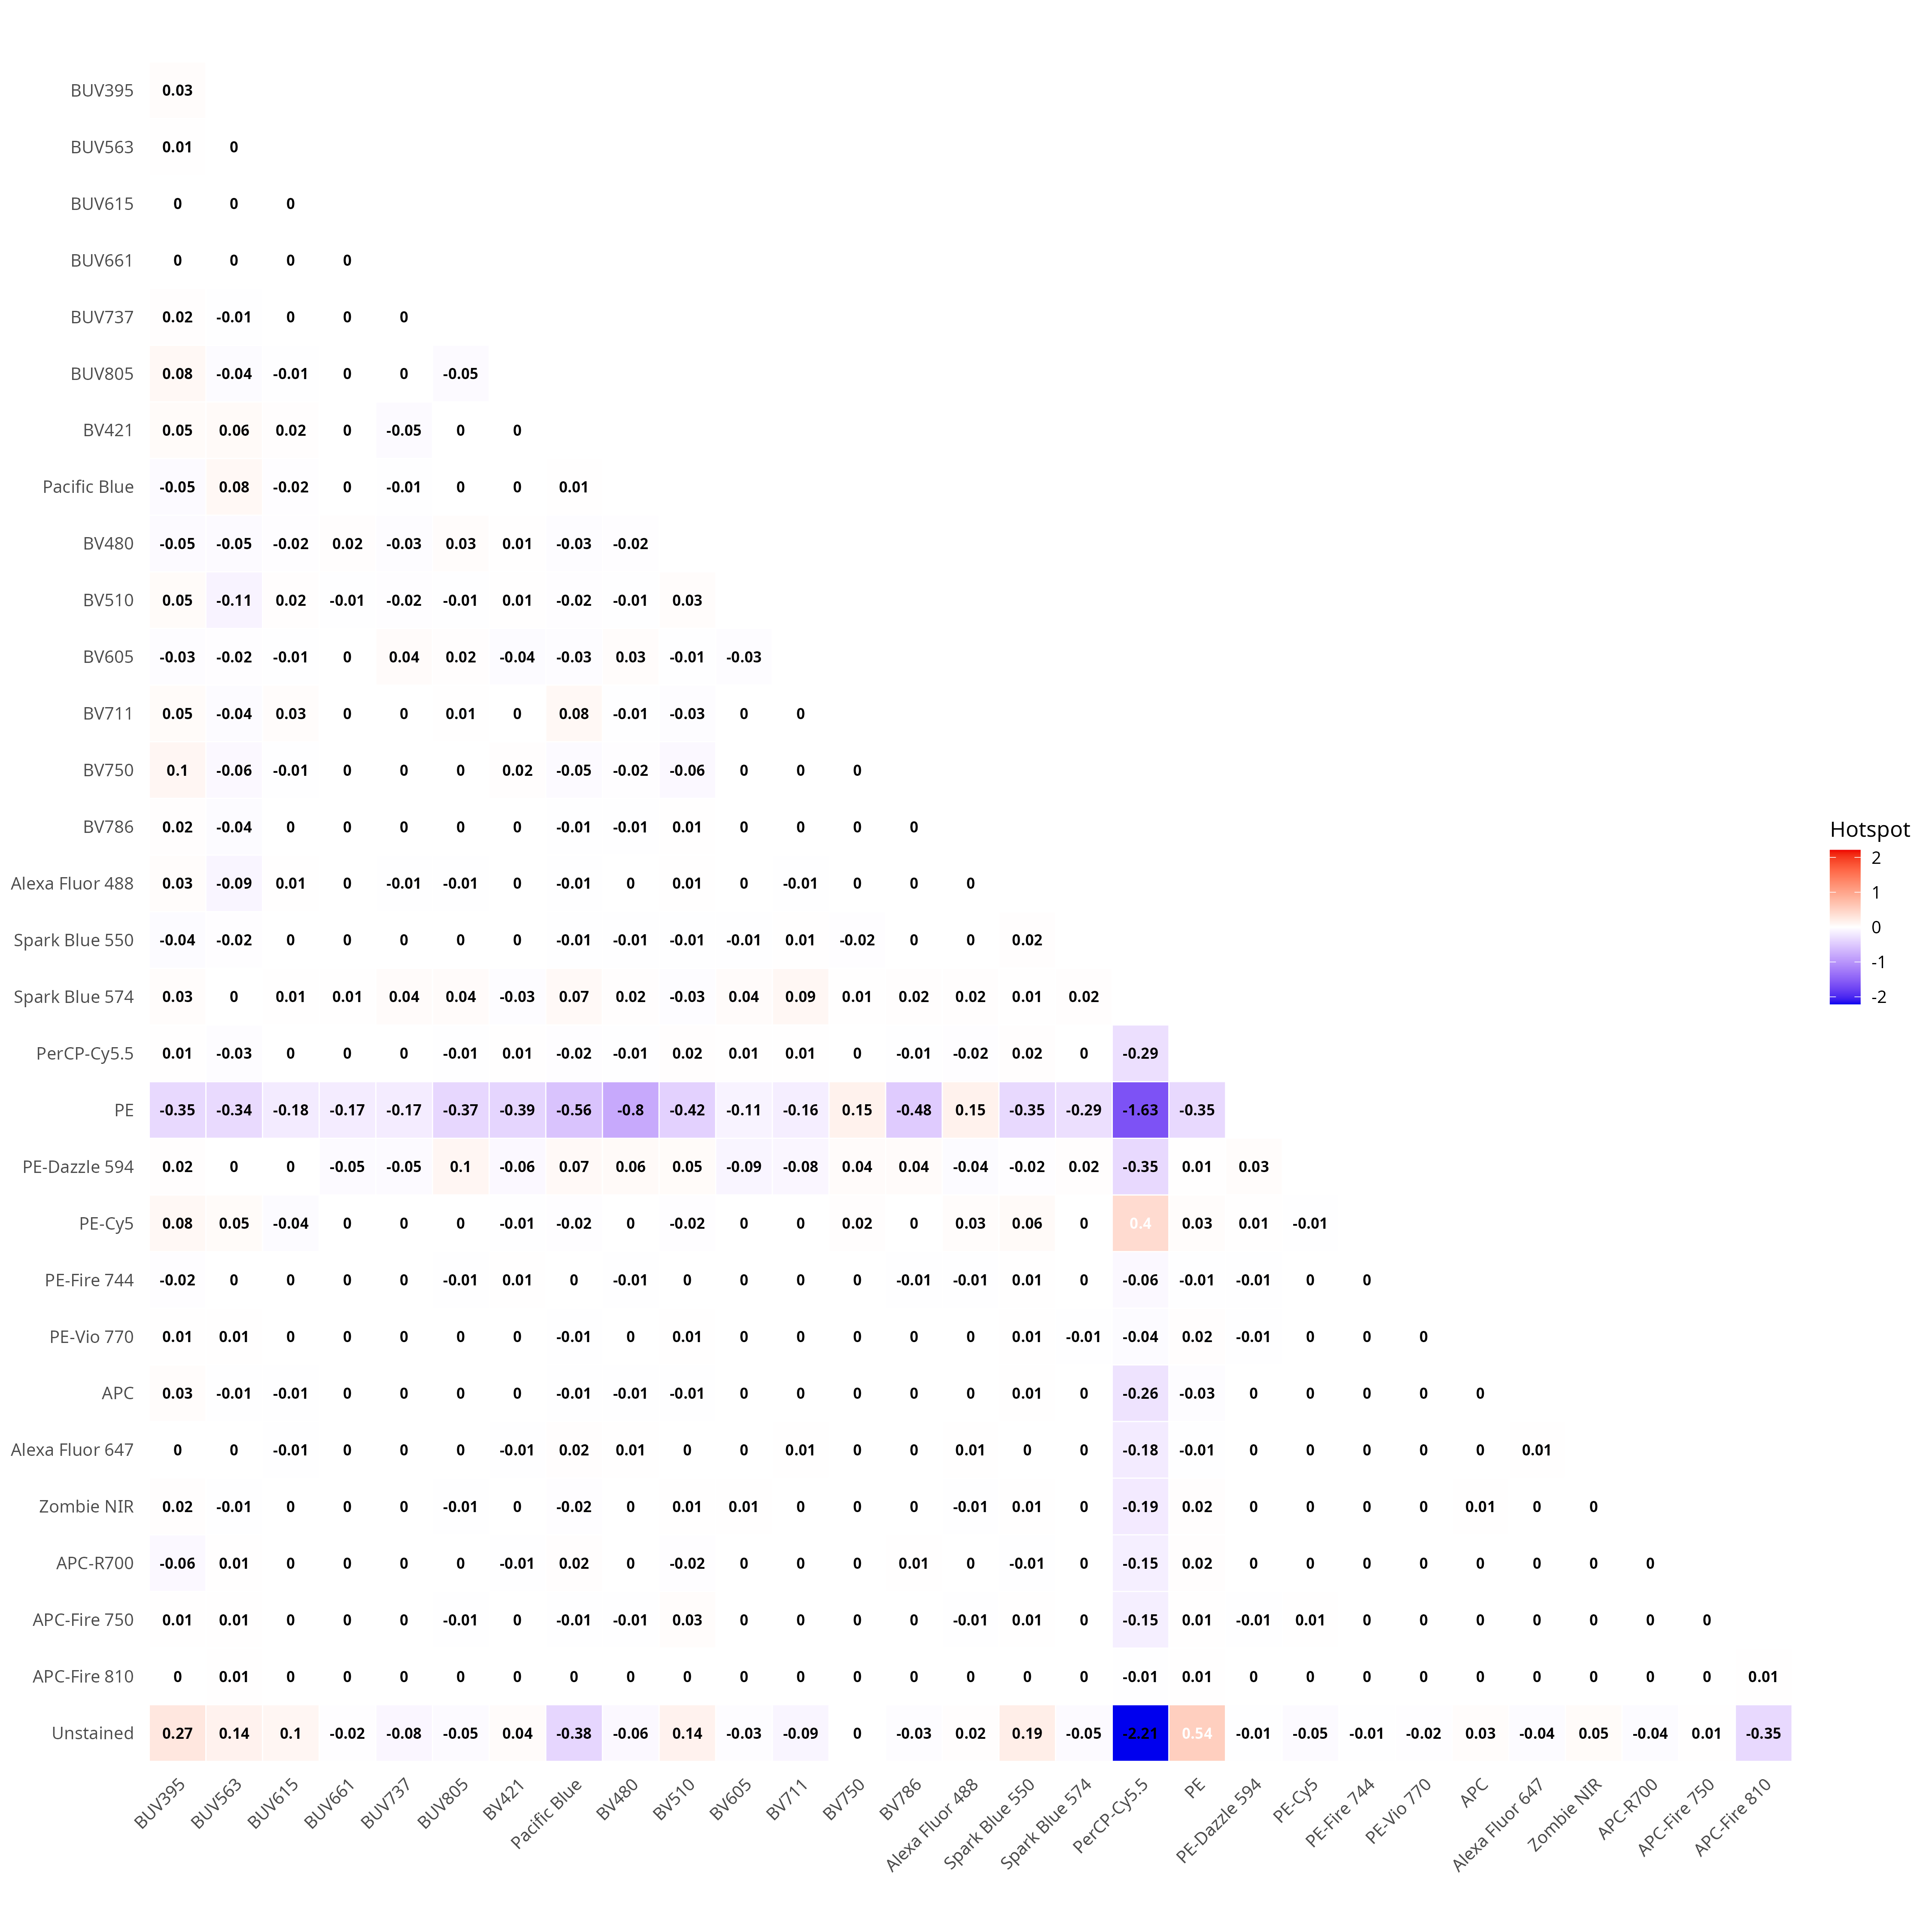 BUV395 0.03
BUV563 0.01 0
BUV615 0 0 0
BUV661 0 0 0 0
BUV737 0.02 -0.01 0 0 0
BUV805 0.08 -0.04 -0.01 0 0 -0.05
BV421 0.05 0.06 0.02 0 -0.05 0 0
Pacific Blue -0.05 0.08 -0.02 0 -0.01 0 0 0.01
BV480 -0.05 -0.05 -0.02 0.02 -0.03 0.03 0.01 -0.03 -0.02
BV510 0.05 -0.11 0.02 -0.01 -0.02 -0.01 0.01 -0.02 -0.01 0.03
BV605 -0.03 -0.02 -0.01 0 0.04 0.02 -0.04 -0.03 0.03 -0.01 -0.03
BV711 0.05 -0.04 0.03 0 0 0.01 0 0.08 -0.01 -0.03 0 0
BV750 0.1 -0.06 -0.01 0 0 0 0.02 -0.05 -0.02 -0.06 0 0 0
BV786 0.02 -0.04 0 0 0 0 0 -0.01 -0.01 0.01 0 0 0 0
Alexa Fluor 488 0.03 -0.09 0.01 0 -0.01 -0.01 0 -0.01 0 0.01 0 -0.01 0 0 0
Spark Blue 550 -0.04 -0.02 0 0 0 0 0 -0.01 -0.01 -0.01 -0.01 0.01 -0.02 0 0 0.02
Spark Blue 574 0.03 0 0.01 0.01 0.04 0.04 -0.03 0.07 0.02 -0.03 0.04 0.09 0.01 0.02 0.02 0.01 0.02
PerCP-Cy5.5 0.01 -0.03 0 0 0 -0.01 0.01 -0.02 -0.01 0.02 0.01 0.01 0 -0.01 -0.02 0.02 0 -0.29
PE -0.35 -0.34 -0.18 -0.17 -0.17 -0.37 -0.39 -0.56 -0.8 -0.42 -0.11 -0.16 0.15 -0.48 0.15 -0.35 -0.29 -1.63 -0.35
PE-Dazzle 594 0.02 0 0 -0.05 -0.05 0.1 -0.06 0.07 0.06 0.05 -0.09 -0.08 0.04 0.04 -0.04 -0.02 0.02 -0.35 0.01 0.03
PE-Cy5 0.08 0.05 -0.04 0 0 0 -0.01 -0.02 0 -0.02 0 0 0.02 0 0.03 0.06 0 0.4 0.03 0.01 -0.01
PE-Fire 744 -0.02 0 0 0 0 -0.01 0.01 0 -0.01 0 0 0 0 -0.01 -0.01 0.01 0 -0.06 -0.01 -0.01 0 0
PE-Vio 770 0.01 0.01 0 0 0 0 0 -0.01 0 0.01 0 0 0 0 0 0.01 -0.01 -0.04 0.02 -0.01 0 0 0
APC 0.03 -0.01 -0.01 0 0 0 0 -0.01 -0.01 -0.01 0 0 0 0 0 0.01 0 -0.26 -0.03 0 0 0 0 0
Alexa Fluor 647 0 0 -0.01 0 0 0 -0.01 0.02 0.01 0 0 0.01 0 0 0.01 0 0 -0.18 -0.01 0 0 0 0 0 0.01
Zombie NIR 0.02 -0.01 0 0 0 -0.01 0 -0.02 0 0.01 0.01 0 0 0 -0.01 0.01 0 -0.19 0.02 0 0 0 0 0.01 0 0
APC-R700 -0.06 0.01 0 0 0 0 -0.01 0.02 0 -0.02 0 0 0 0.01 0 -0.01 0 -0.15 0.02 0 0 0 0 0 0 0 0
APC-Fire 750 0.01 0.01 0 0 0 -0.01 0 -0.01 -0.01 0.03 0 0 0 0 -0.01 0.01 0 -0.15 0.01 -0.01 0.01 0 0 0 0 0 0 0
APC-Fire 810 0 0.01 0 0 0 0 0 0 0 0 0 0 0 0 0 0 0 -0.01 0.01 0 0 0 0 0 0 0 0 0 0.01
Unstained 0.27 0.14 0.1 -0.02 -0.08 -0.05 0.04 -0.38 -0.06 0.14 -0.03 -0.09 0 -0.03 0.02 0.19 -0.05 -2.21 0.54 -0.01 -0.05 -0.01 -0.02 0.03 -0.04 0.05 -0.04 0.01 -0.35
BUV395 BUV563 BUV615 BUV661 BUV737 BUV805 BV421 Pacific Blue BV480 BV510 BV605 BV711 BV750 BV786 Alexa Fluor 488 Spark Blue 550 Spark Blue 574 PerCP-Cy5.5 PE PE-Dazzle 594 PE-Cy5 PE-Fire 744 PE-Vio 770 APC Alexa Fluor 647 Zombie NIR APC-R700 APC-Fire 750 APC-Fire 810
Hotspot
2
1
0
-1
-2